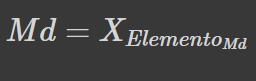 Md = X_{Elemento_{Md}}